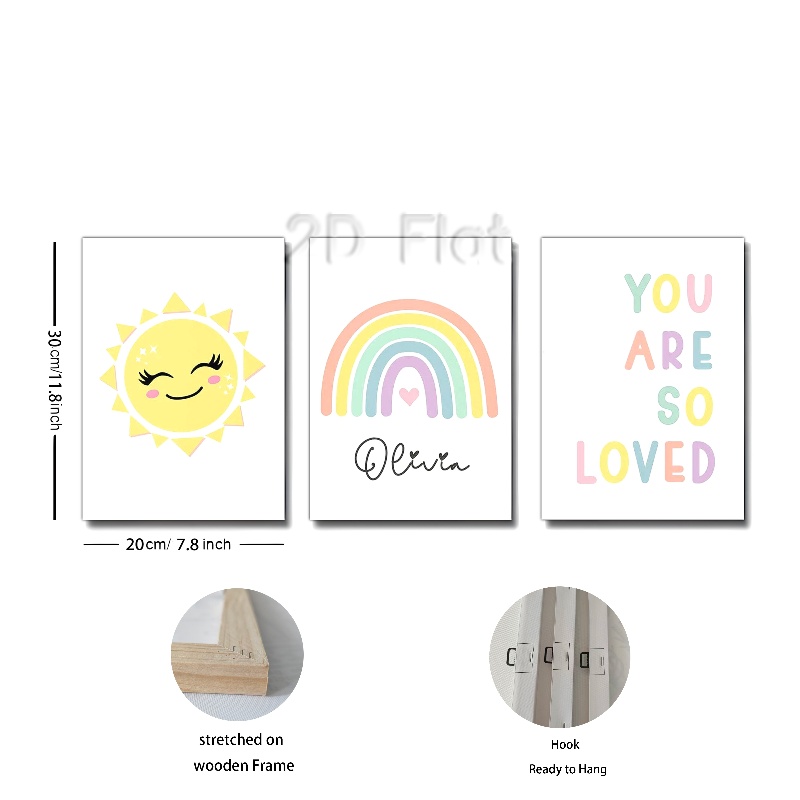 2D Flat
YOU
ARE
SO
LOVED
Olivia
30cm/11.8inch
20cm/ 7.8 inch
stretched on
wooden Frame
Hook
Ready to Hang